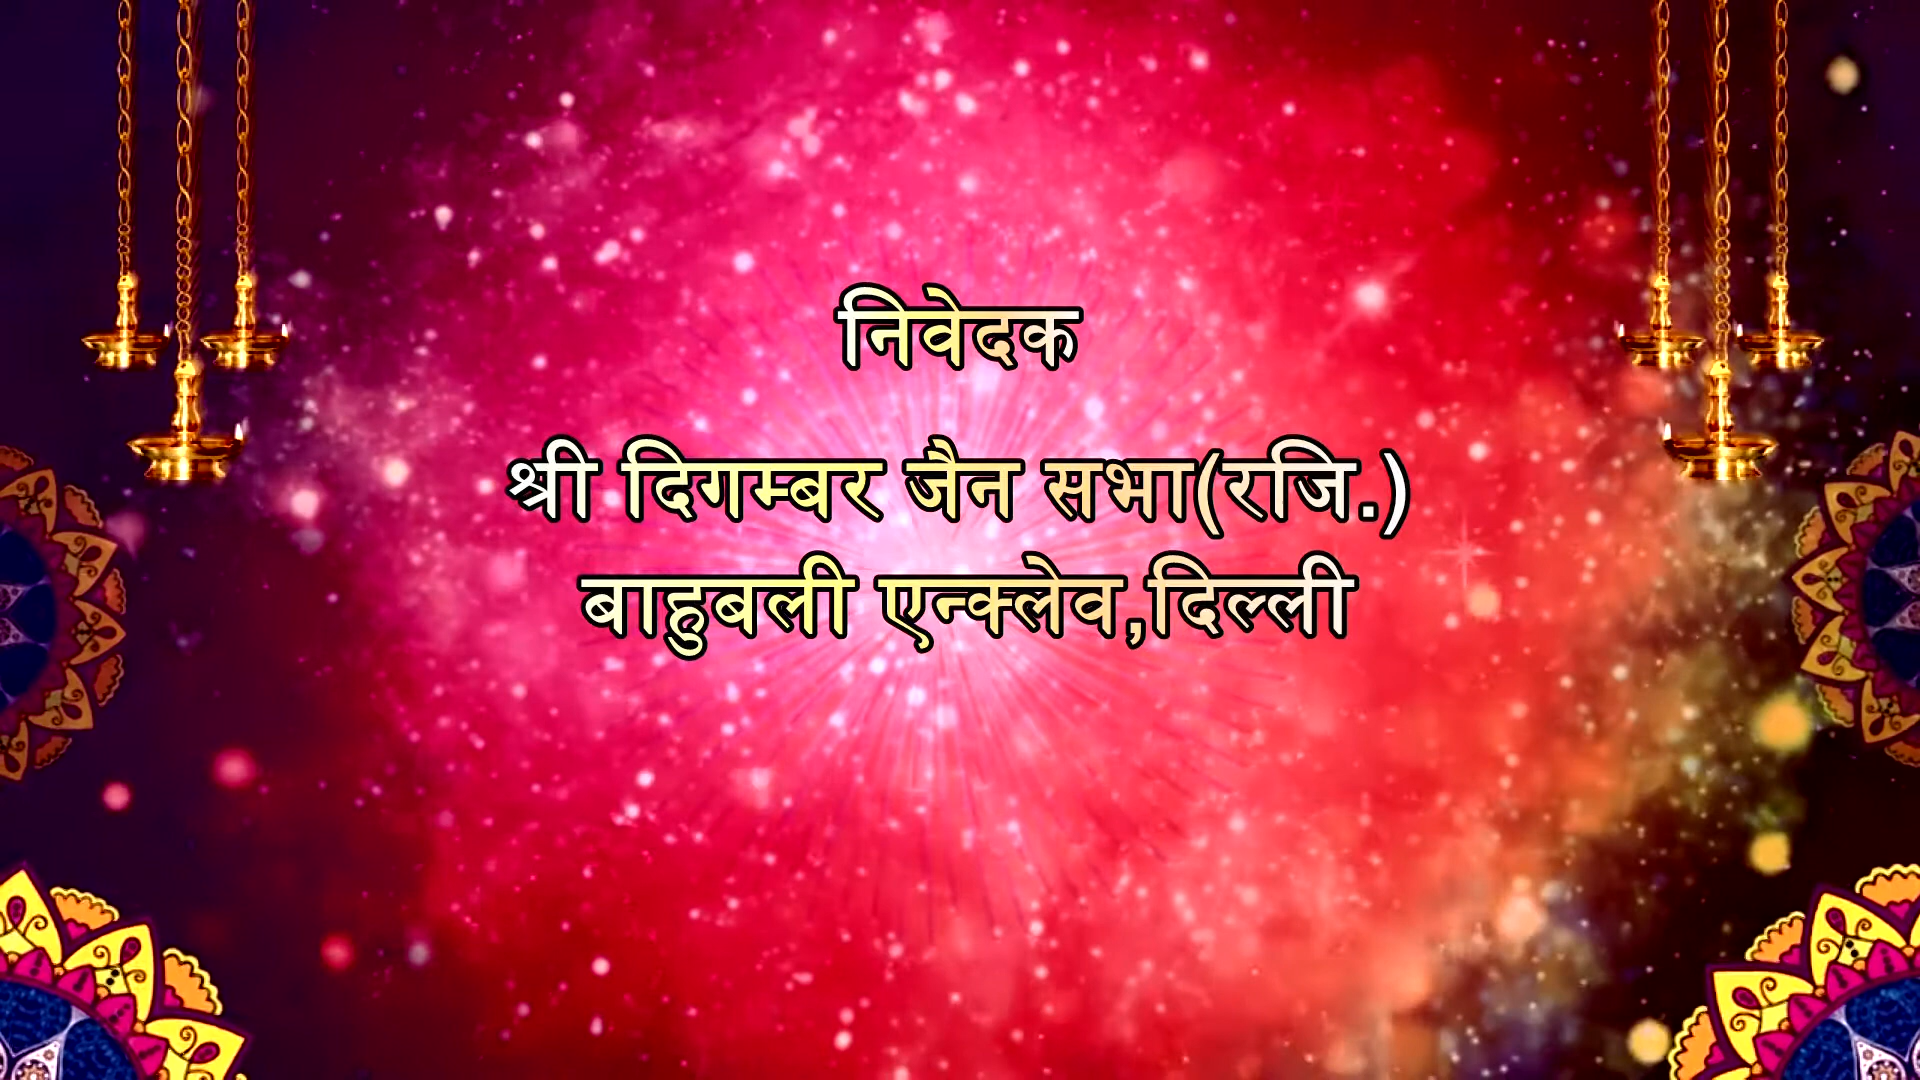 निवेदक
श्री दिगम्बर जैन सभा(रजि.)
बाहुबली एन्क्लेव,दिल्ली